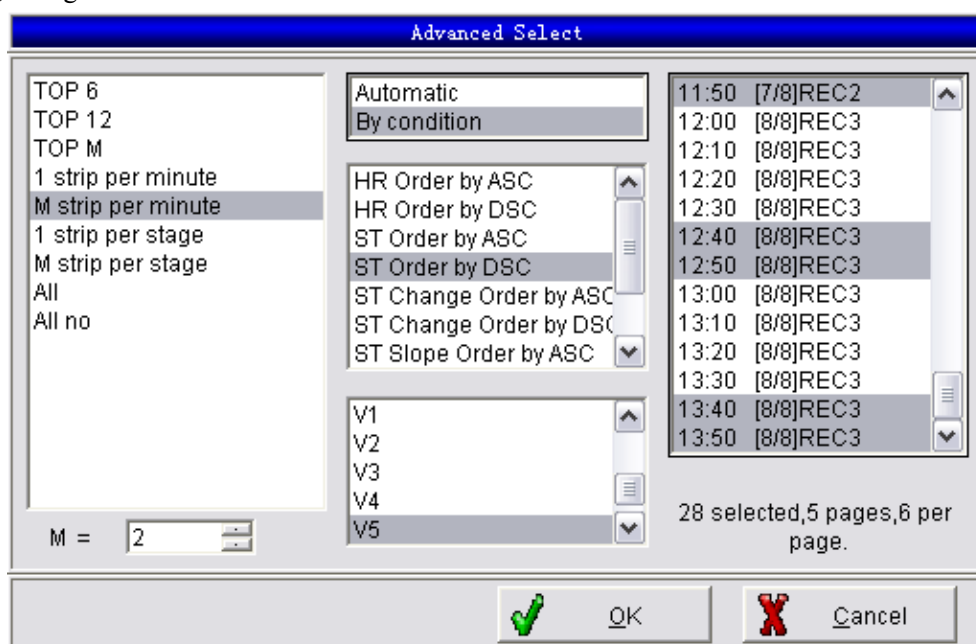 Advanced Select
TOP 6
TOP 12
TOP M
1 strip per minute
M strip per minute
1 strip per stage
M strip per stage
All
All no
M =
2
Automatic
By condition
HR Order by ASC
HR Order by DSC
ST Order by ASC
ST Order by DSC
ST Change Order by ASC
ST Change Order by DSC
ST Slope Order by ASC
V1
V2
V3
V4
V5
11:50 [7/8]REC2
12:00 [8/8]REC3
12:10 [8/8]REC3
12:20 [8/8]REC3
12:30 [8/8]REC3
12:40 [8/8]REC3
12:50 [8/8]REC3
13:00 [8/8]REC3
13:10 [8/8]REC3
13:20 [8/8]REC3
13:30 [8/8]REC3
13:40 [8/8]REC3
13:50 [8/8]REC3
28 selected,5 pages,6 per
page.
OK
Cancel